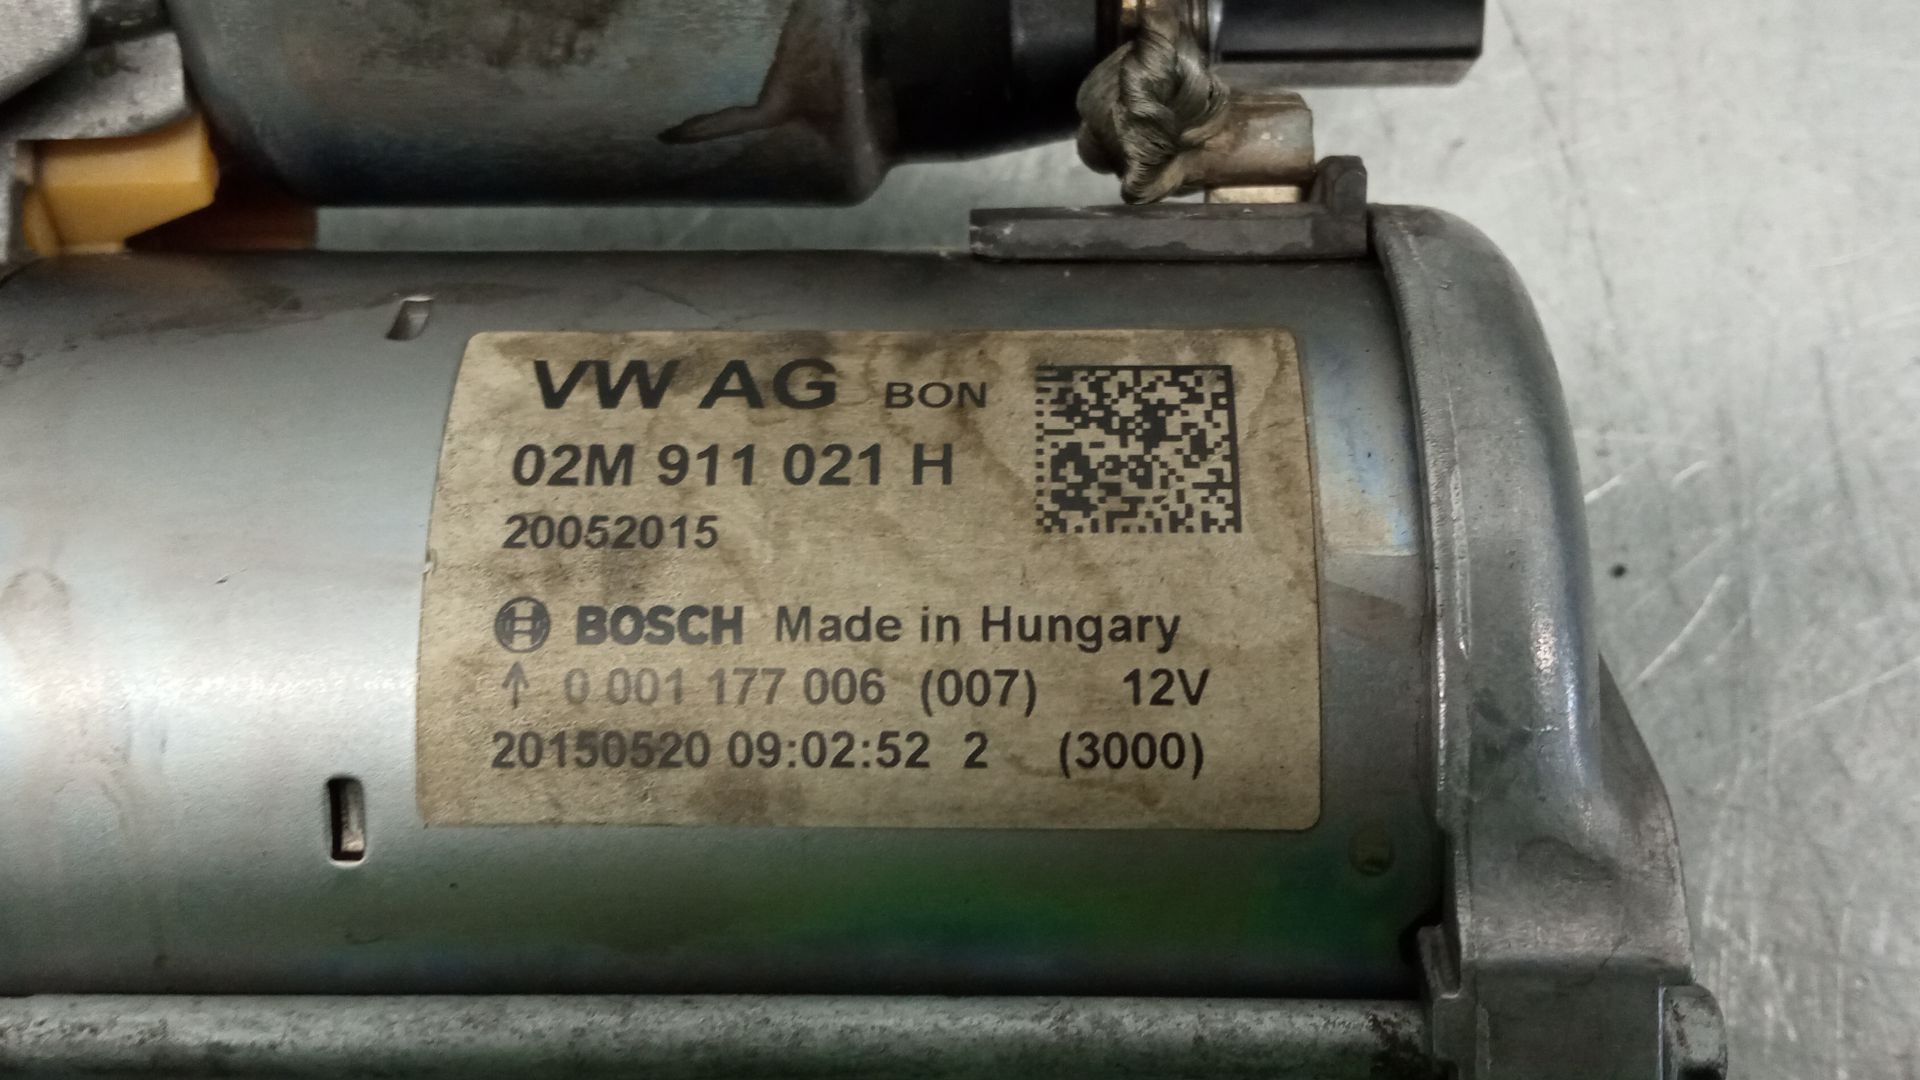 VW AG BON
02M 911 021 H
20052015
BOSCH Made in Hungary
↑ 0 001 177 006 (007) 12V
20150520 09:02:52 2 (3000)